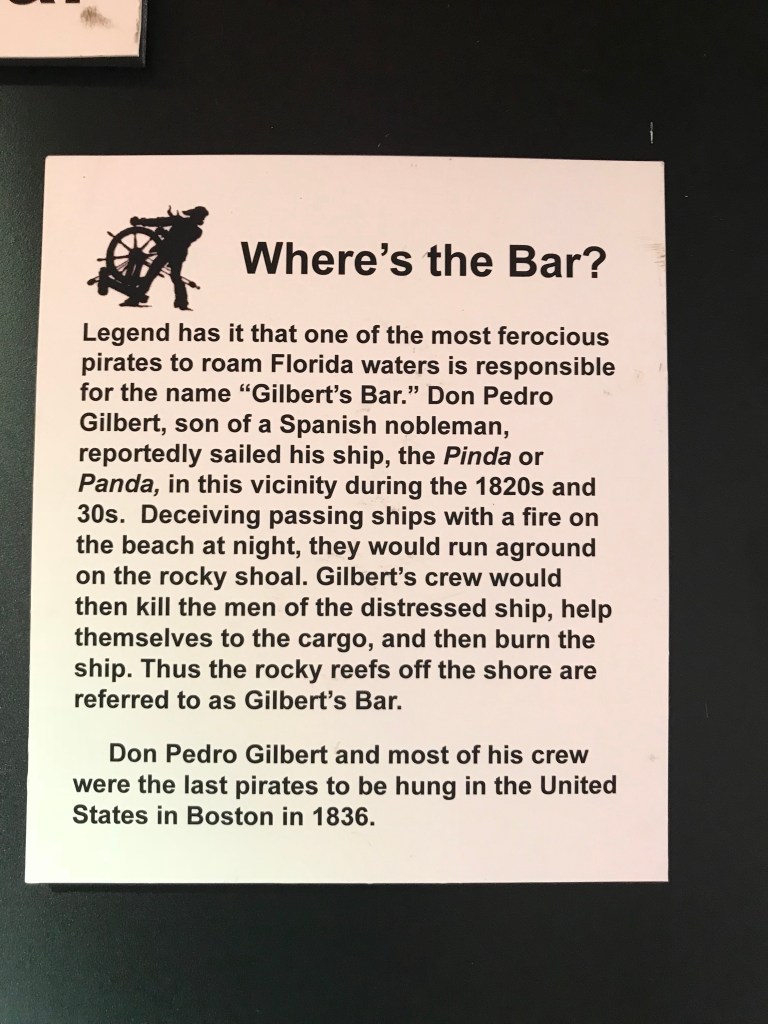 Where's the Bar?
Legend has it that one of the most ferocious
pirates to roam Florida waters is responsible
for the name “Gilbert's Bar.” Don Pedro
Gilbert, son of a Spanish nobleman,
reportedly sailed his ship, the Pinda or
Panda, in this vicinity during the 1820s and
30s.  Deceiving passing ships with a fire on
the beach at night, they would run aground
on the rocky shoal. Gilbert's crew would
then kill the men of the distressed ship, help
themselves to the cargo, and then burn the
ship. Thus the rocky reefs off the shore are
referred to as Gilbert's Bar.
Don Pedro Gilbert and most of his crew
were the last pirates to be hung in the United
States in Boston in 1836.